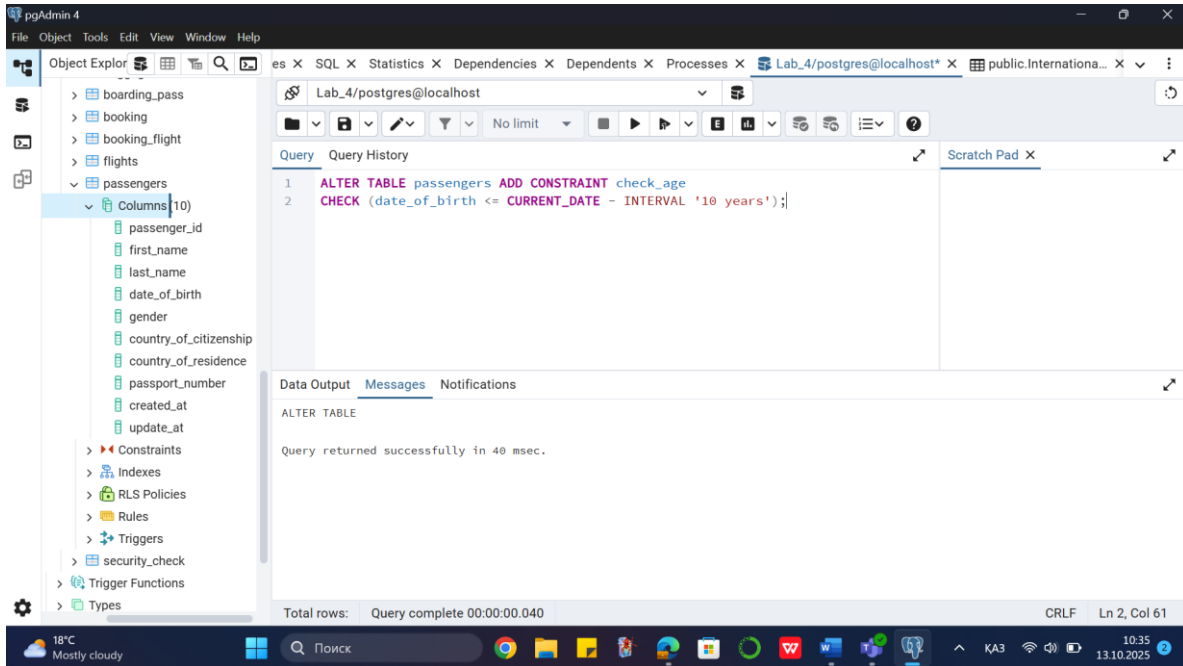 pgAdmin 4
File Object Tools Edit View Window Help
Object Explor
es SQL Statistics Dependencies Dependents Processes Lab_4/postgres@localhost* public.Internationa...
boarding_pass
booking
booking_flight
flights
passengers
Columns (10)
passenger_id
first_name
last_name
date_of_birth
gender
country_of_citizenship
country_of_residence
passport_number
created_at
update_at
Constraints
Indexes
RLS Policies
Rules
Triggers
security_check
Trigger Functions
Types
Lab_4/postgres@localhost
No limit
E
Query Query History
Scratch Pad
1 ALTER TABLE passengers ADD CONSTRAINT check_age
2 CHECK (date_of_birth <= CURRENT_DATE - INTERVAL '10 years');
Data Output Messages Notifications
ALTER TABLE
Query returned successfully in 40 msec.
Total rows: Query complete 00:00:00.040 CRLF Ln 2, Col 61
18°C
Mostly cloudy
Поиск
ҚАЗ
10:35
13.10.2025
2